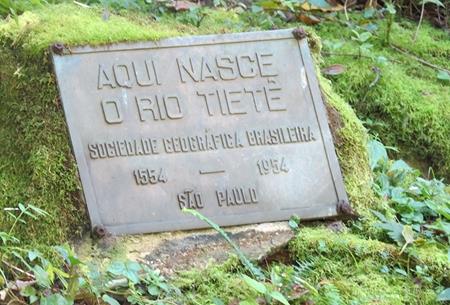 AQUI NASCE
O RIO TIETÊ
SOCIEDADE GEOGRÁFICA BRASILEIRA
1554 — 1954
SÃO PAULO